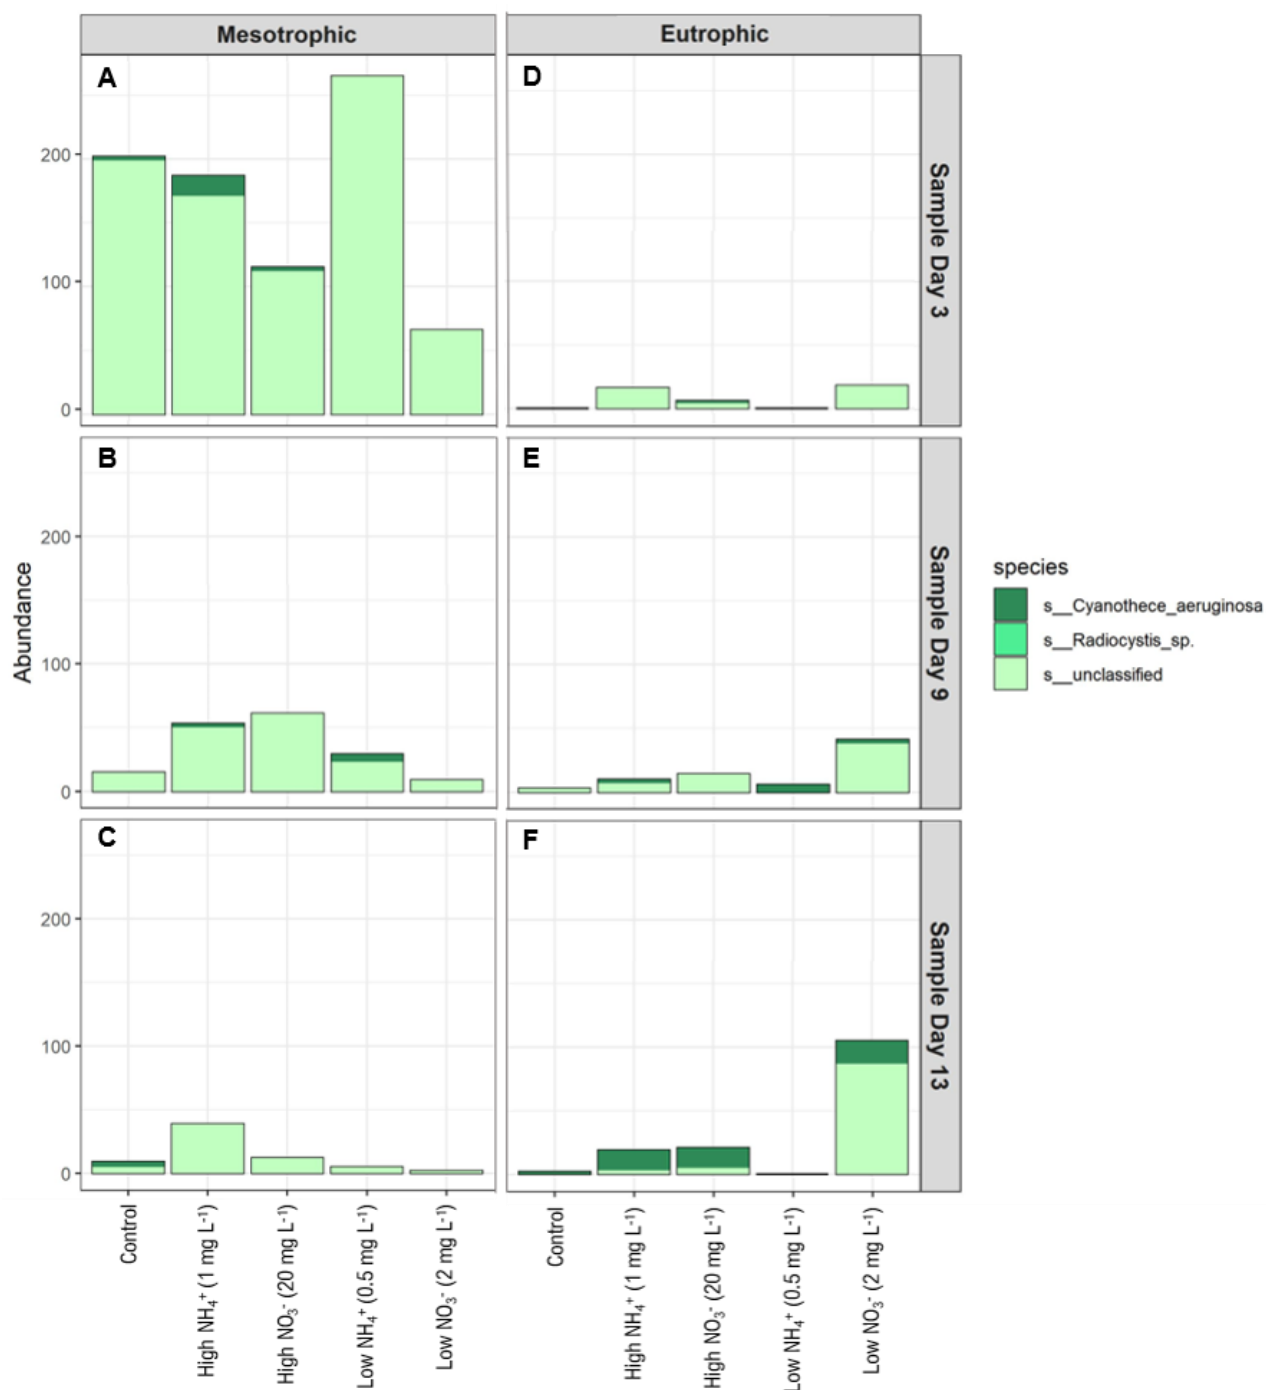 Mesotrophic
Eutrophic
A
D
200
100
0
Sample Day 3
B
E
200
100
0
Sample Day 9
Abundance
C
F
200
100
0
Sample Day 13
Control
High NH₄⁺ (1 mg L⁻¹)
High NO₃⁻ (20 mg L⁻¹)
Low NH₄⁺ (0.5 mg L⁻¹)
Low NO₃⁻ (2 mg L⁻¹)
Control
High NH₄⁺ (1 mg L⁻¹)
High NO₃⁻ (20 mg L⁻¹)
Low NH₄⁺ (0.5 mg L⁻¹)
Low NO₃⁻ (2 mg L⁻¹)
species
s__Cyanothece_aeruginosa
s__Radiocystis_sp.
s__unclassified